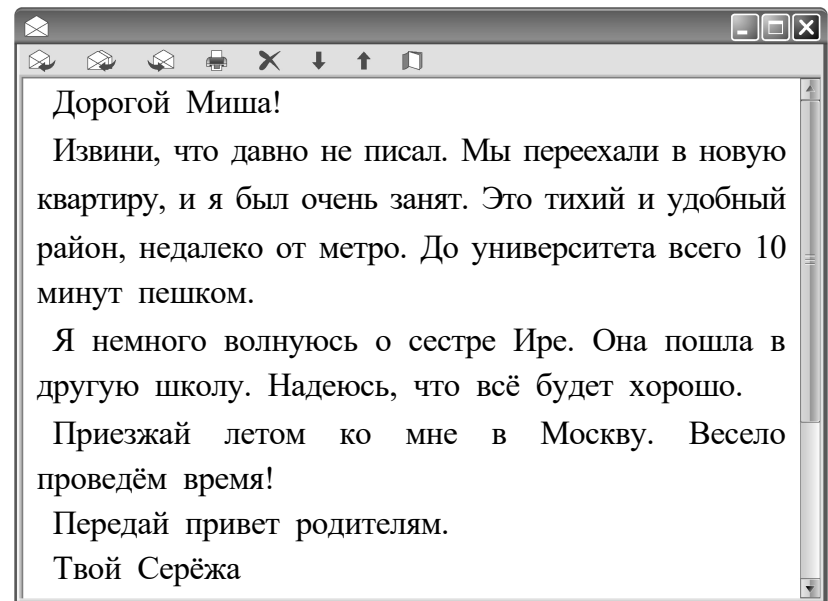 Дорогой Миша!
Извини, что давно не писал. Мы переехали в новую
квартиру, и я был очень занят. Это тихий и удобный
район, недалеко от метро. До университета всего 10
минут пешком.
Я немного волнуюсь о сестре Ире. Она пошла в
другую школу. Надеюсь, что всё будет хорошо.
Приезжай летом ко мне в Москву. Весело
проведём время!
Передай привет родителям.
Твой Серёжа